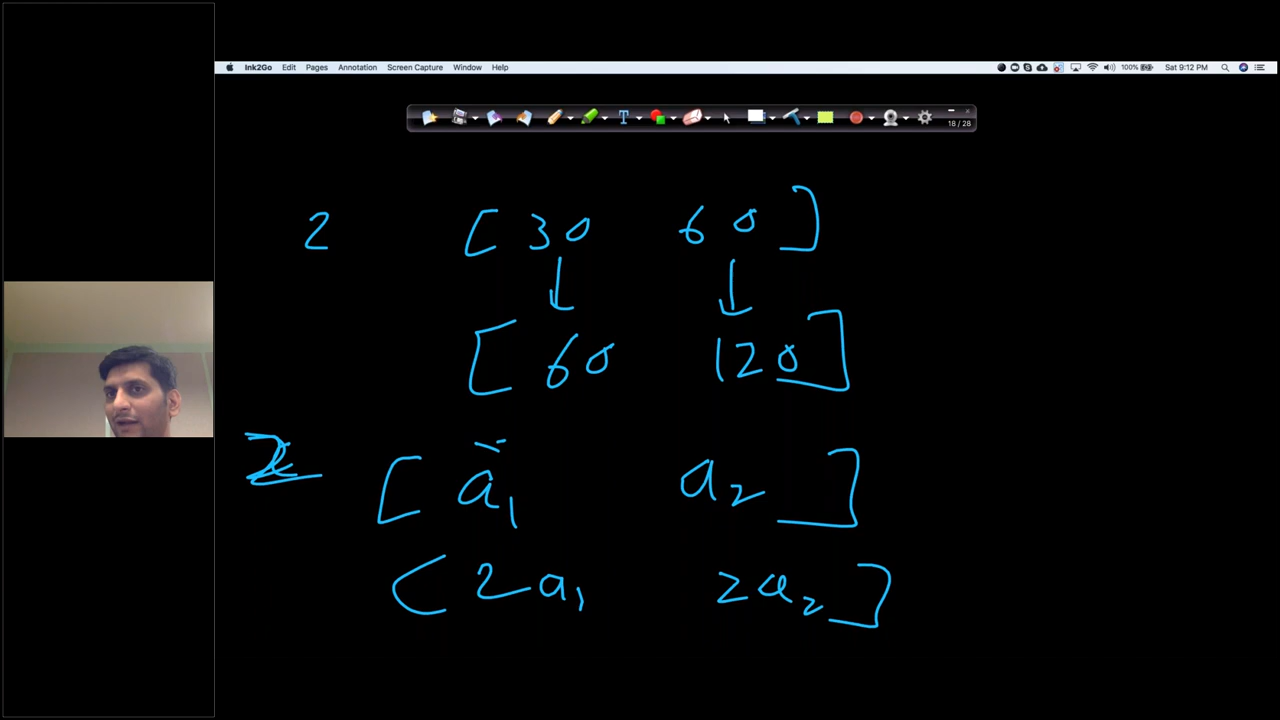 Ink2Go Edit Pages Annotation Screen Capture Window Help 100% Sat 9:12 PM
18 / 28
2 [ 30 60 ]
[ 60 120 ]
2 [ a1 a2 ]
( 2a1 2a2 ]